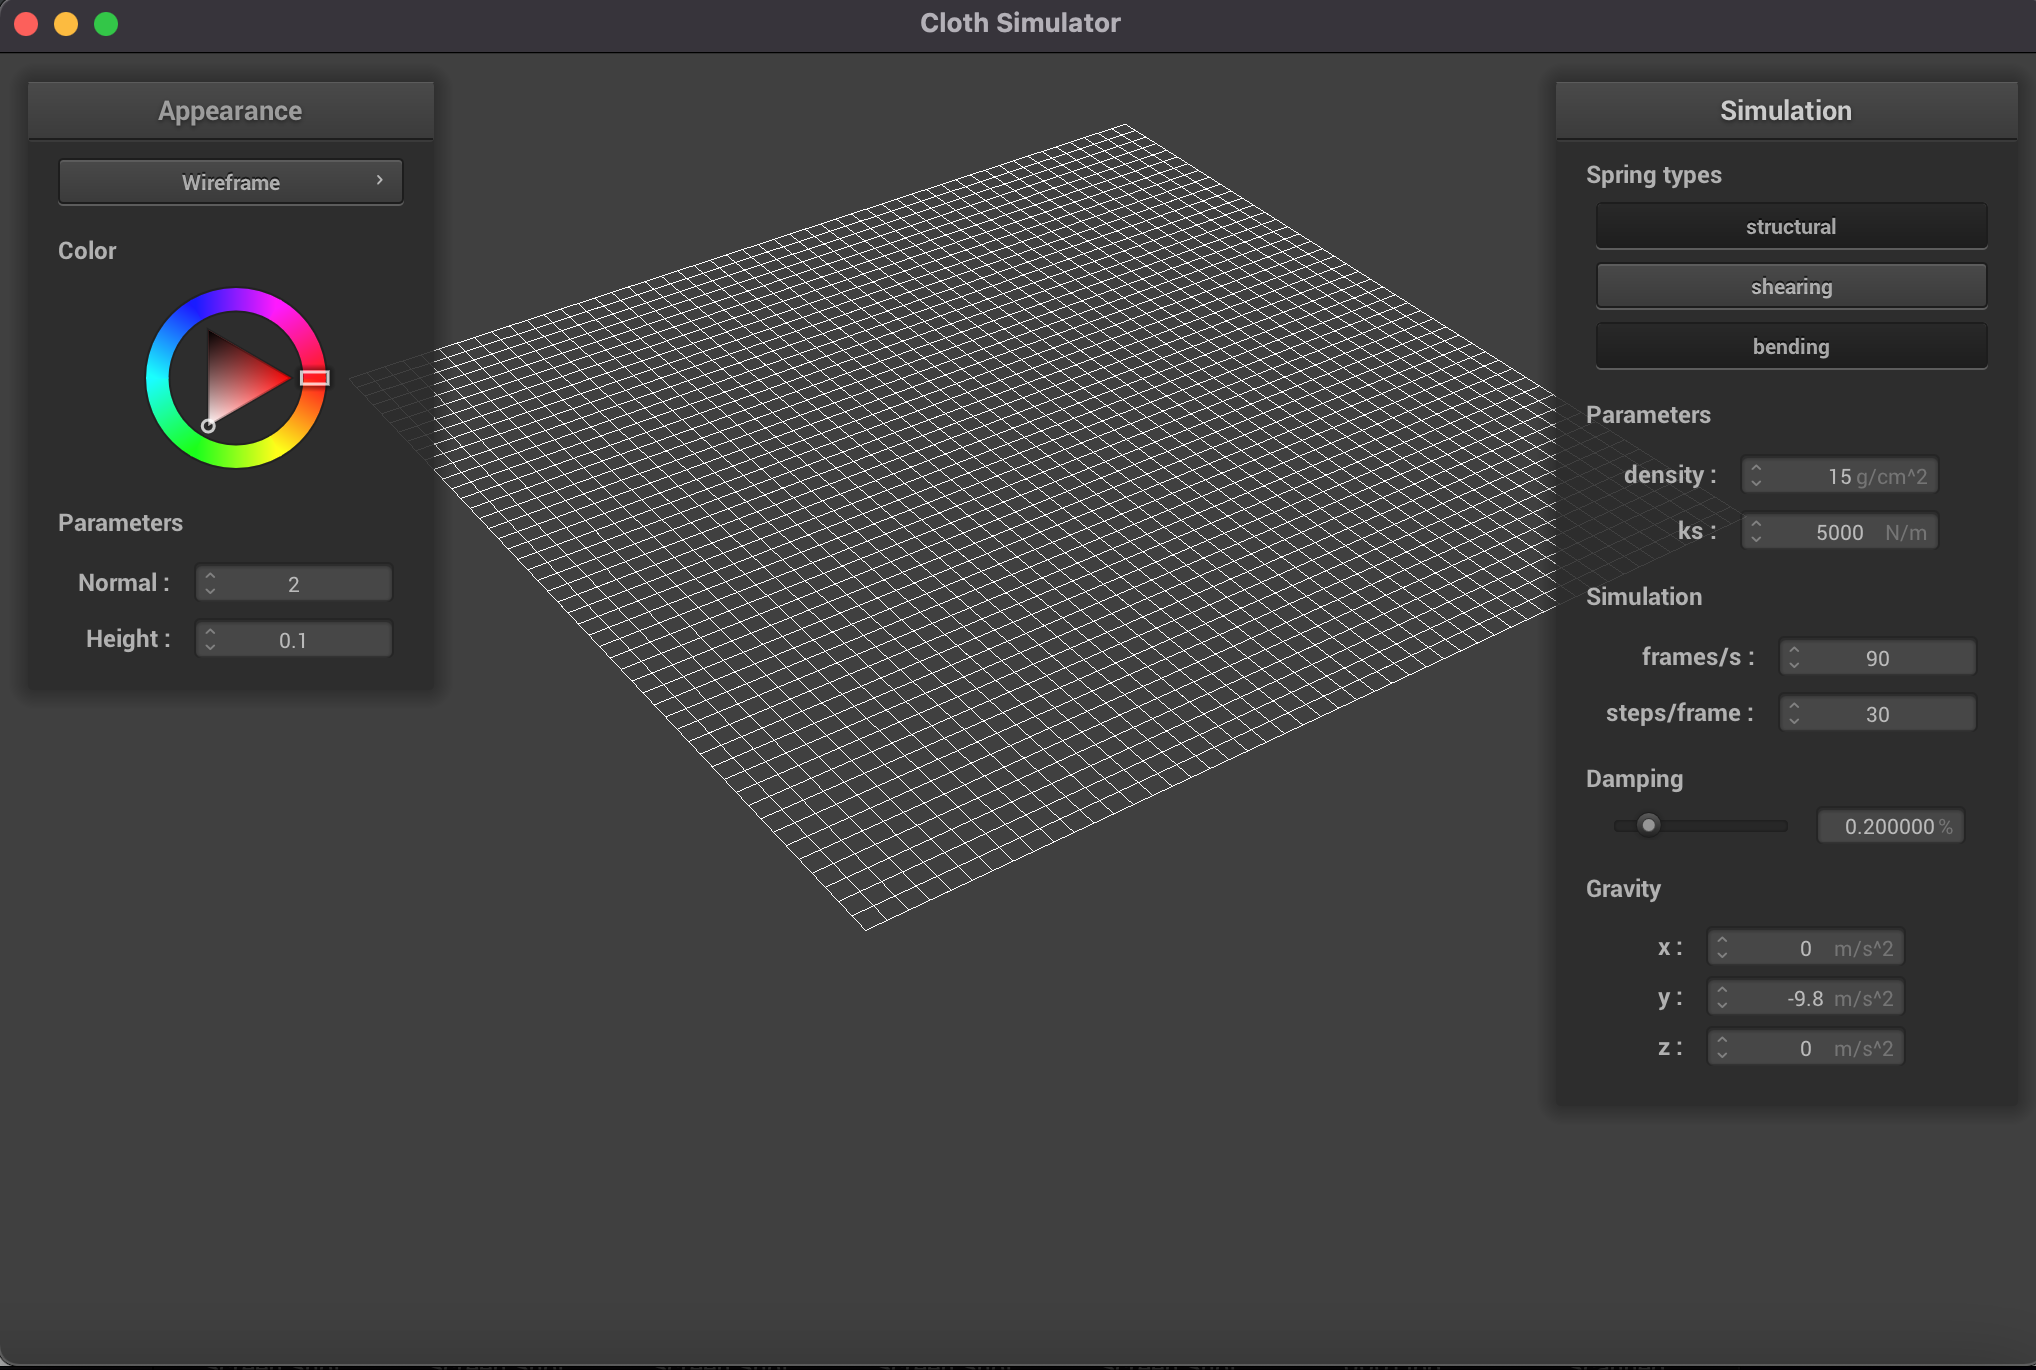 Cloth Simulator
Appearance
Wireframe
Color
Parameters
Normal : 2
Height : 0.1
Simulation
Spring types
structural
shearing
bending
Parameters
density : 15 g/cm^2
ks : 5000 N/m
Simulation
frames/s : 90
steps/frame : 30
Damping
0.200000 %
Gravity
x : 0 m/s^2
y : -9.8 m/s^2
z : 0 m/s^2